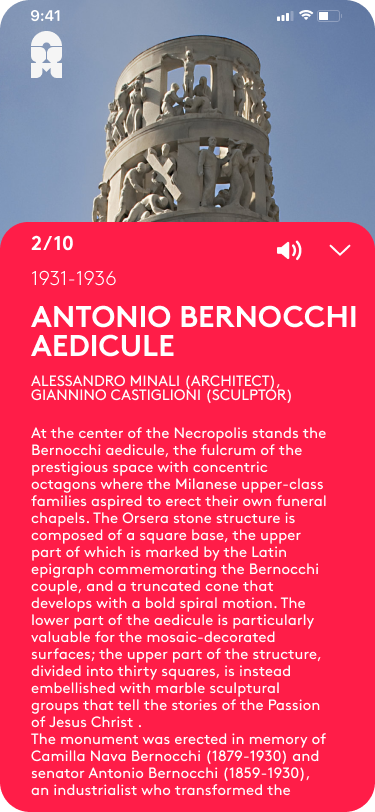 9:41
2/10
1931-1936
ANTONIO BERNOCCHI
AEDICULE
ALESSANDRO MINALI (ARCHITECT),
GIANNINO CASTIGLIONI (SCULPTOR)
At the center of the Necropolis stands the
Bernocchi aedicule, the fulcrum of the
prestigious space with concentric
octagons where the Milanese upper-class
families aspired to erect their own funeral
chapels. The Orsera stone structure is
composed of a square base, the upper
part of which is marked by the Latin
epigraph commemorating the Bernocchi
couple, and a truncated cone that
develops with a bold spiral motion. The
lower part of the aedicule is particularly
valuable for the mosaic-decorated
surfaces; the upper part of the structure,
divided into thirty squares, is instead
embellished with marble sculptural
groups that tell the stories of the Passion
of Jesus Christ .
The monument was erected in memory of
Camilla Nava Bernocchi (1879-1930) and
senator Antonio Bernocchi (1859-1930),
an industrialist who transformed the